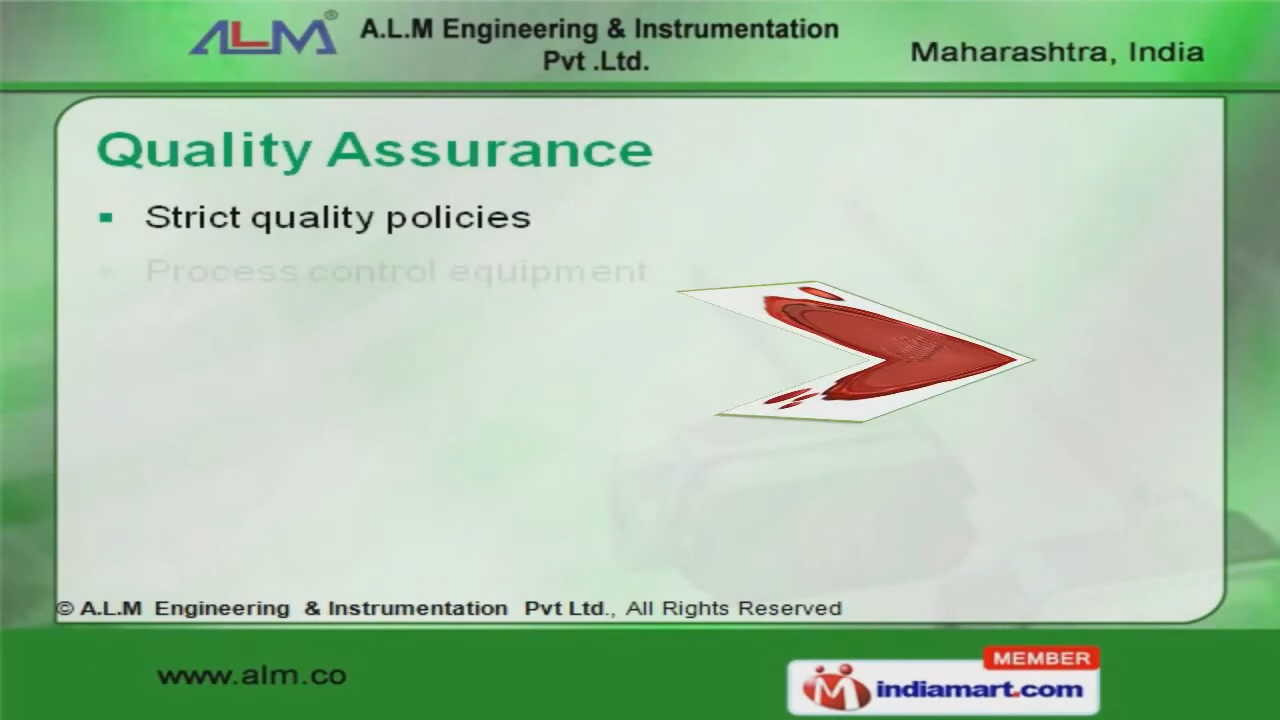 ALM®
A.L.M Engineering & Instrumentation
Pvt .Ltd.
Maharashtra, India
Quality Assurance
▪ Strict quality policies
▪ Process control equipment
© A.L.M Engineering & Instrumentation Pvt Ltd., All Rights Reserved
www.alm.co
MEMBER
indiamart.com